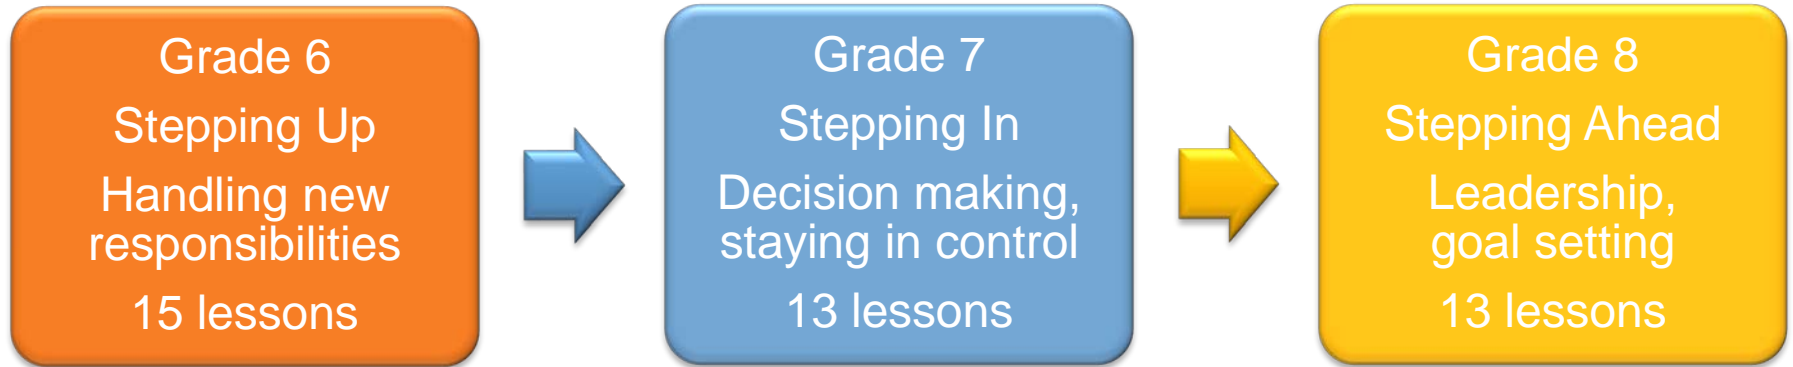 Grade 6
Stepping Up
Handling new
responsibilities
15 lessons
Grade 7
Stepping In
Decision making,
staying in control
13 lessons
Grade 8
Stepping Ahead
Leadership,
goal setting
13 lessons